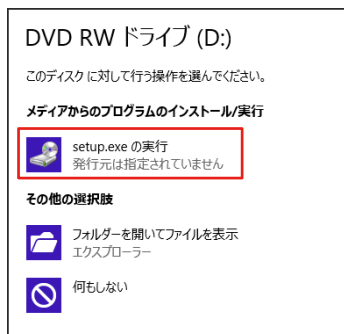 DVD RW ドライブ (D:)
このディスク に対して行う操作を選んでください。
メディアからのプログラムのインストール/実行
setup.exe の実行
発行元は指定されていません
その他の選択肢
フォルダーを開いてファイルを表示
エクスプローラー
何もしない